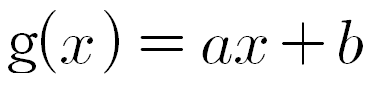 g(x) = ax + b